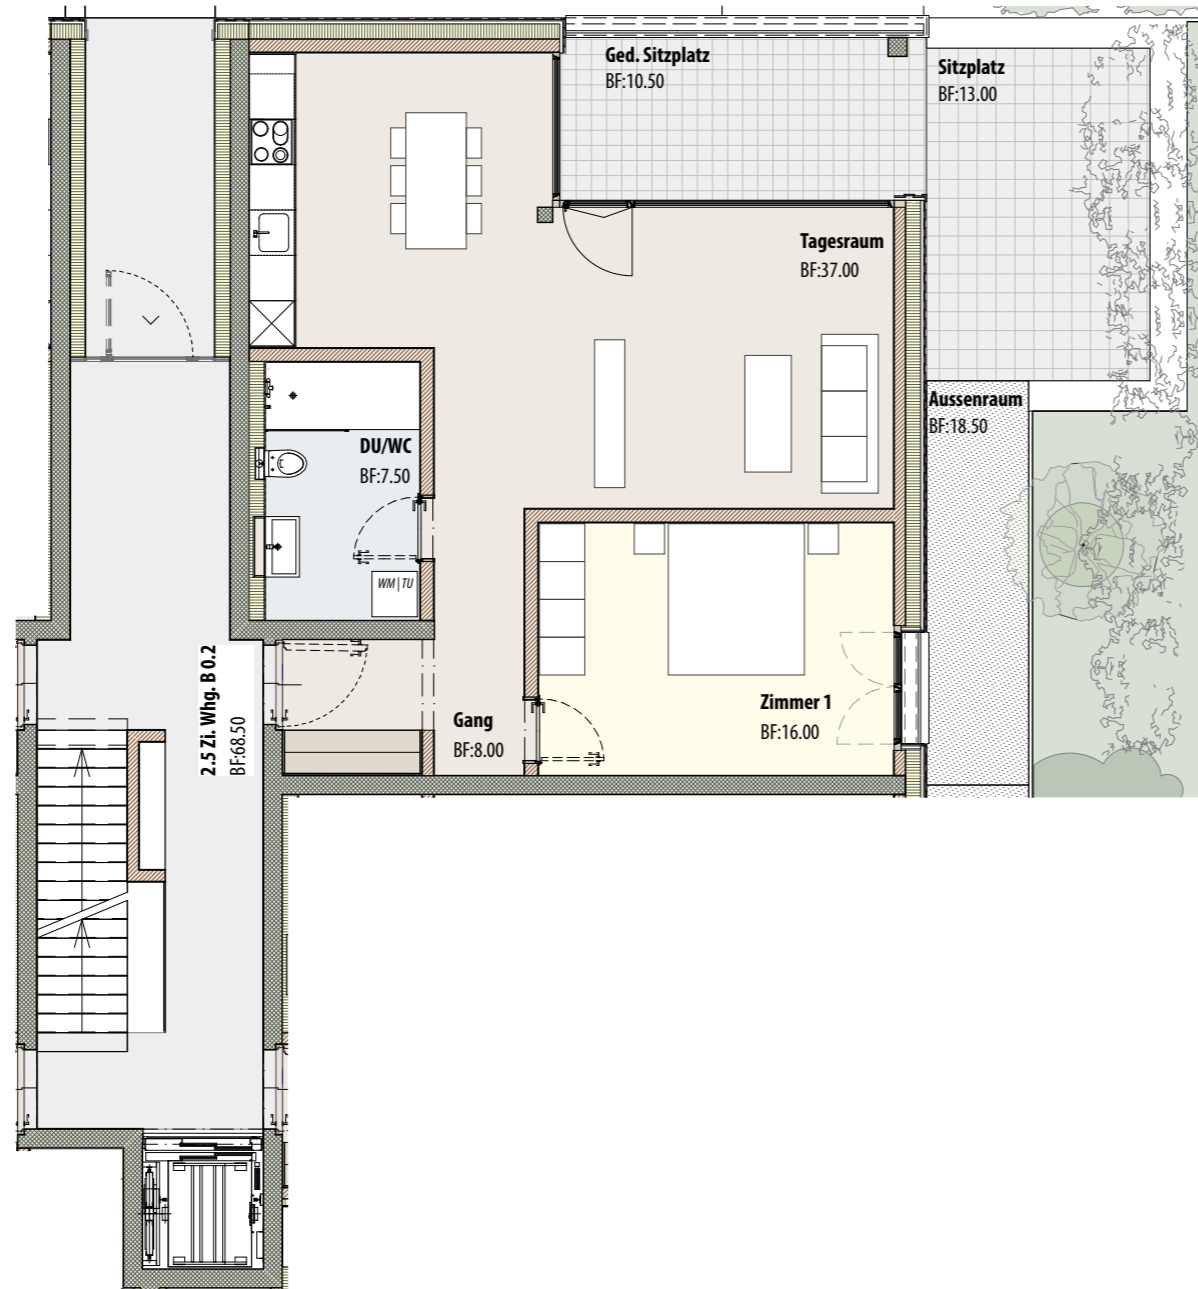 Ged. Sitzplatz
BF:10.50
Sitzplatz
BF:13.00
Tagesraum
BF:37.00
Aussenraum
BF:18.50
DU/WC
BF:7.50
WM | TU
2.5 Zi. Whg. B 0.2
BF:68.50
Gang
BF:8.00
Zimmer 1
BF:16.00